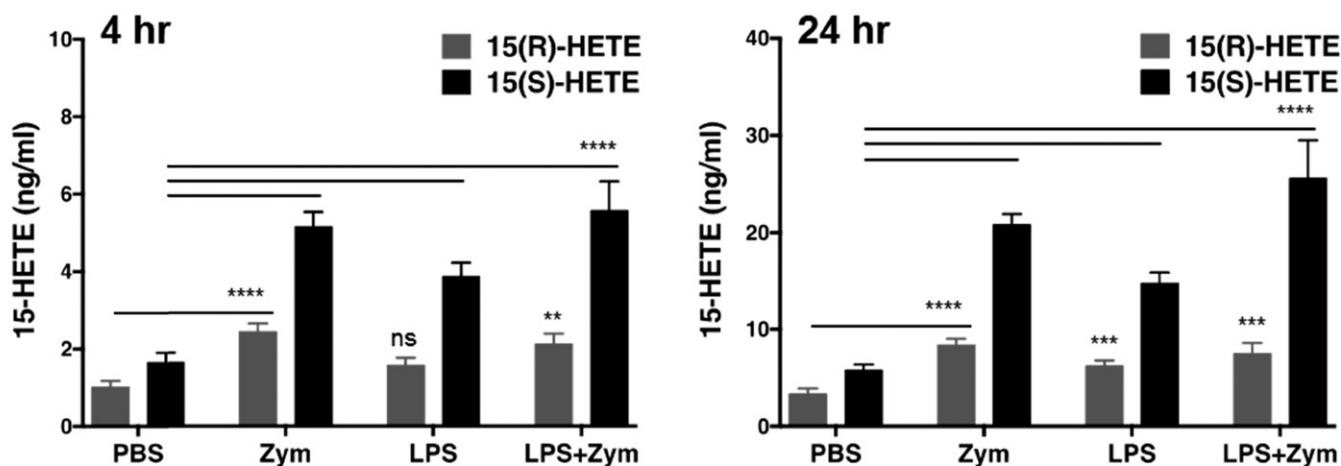 4 hr
15(R)-HETE
15(S)-HETE
15-HETE (ng/ml)
10
8
6
4
2
0
****
****
ns
**
PBS Zym LPS LPS+Zym
24 hr
15(R)-HETE
15(S)-HETE
15-HETE (ng/ml)
40
30
20
10
0
****
****
***
***
PBS Zym LPS LPS+Zym